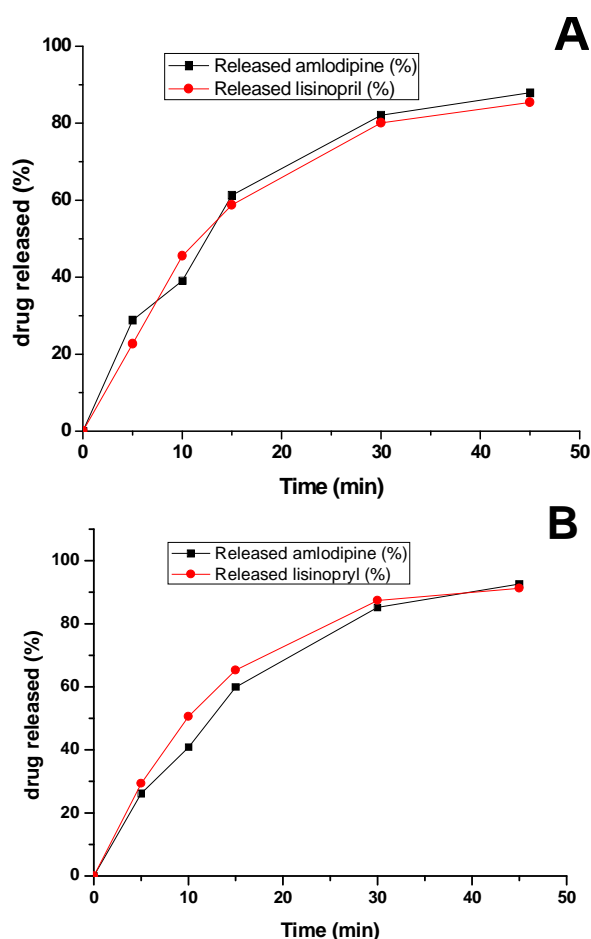 A
Released amlodipine (%)
Released lisinopril (%)
100
80
60
40
20
0
drug released (%)
0 10 20 30 40 50
Time (min)
B
Released amlodipine (%)
Released lisinopryl (%)
100
80
60
40
20
0
drug released (%)
0 10 20 30 40 50
Time (min)